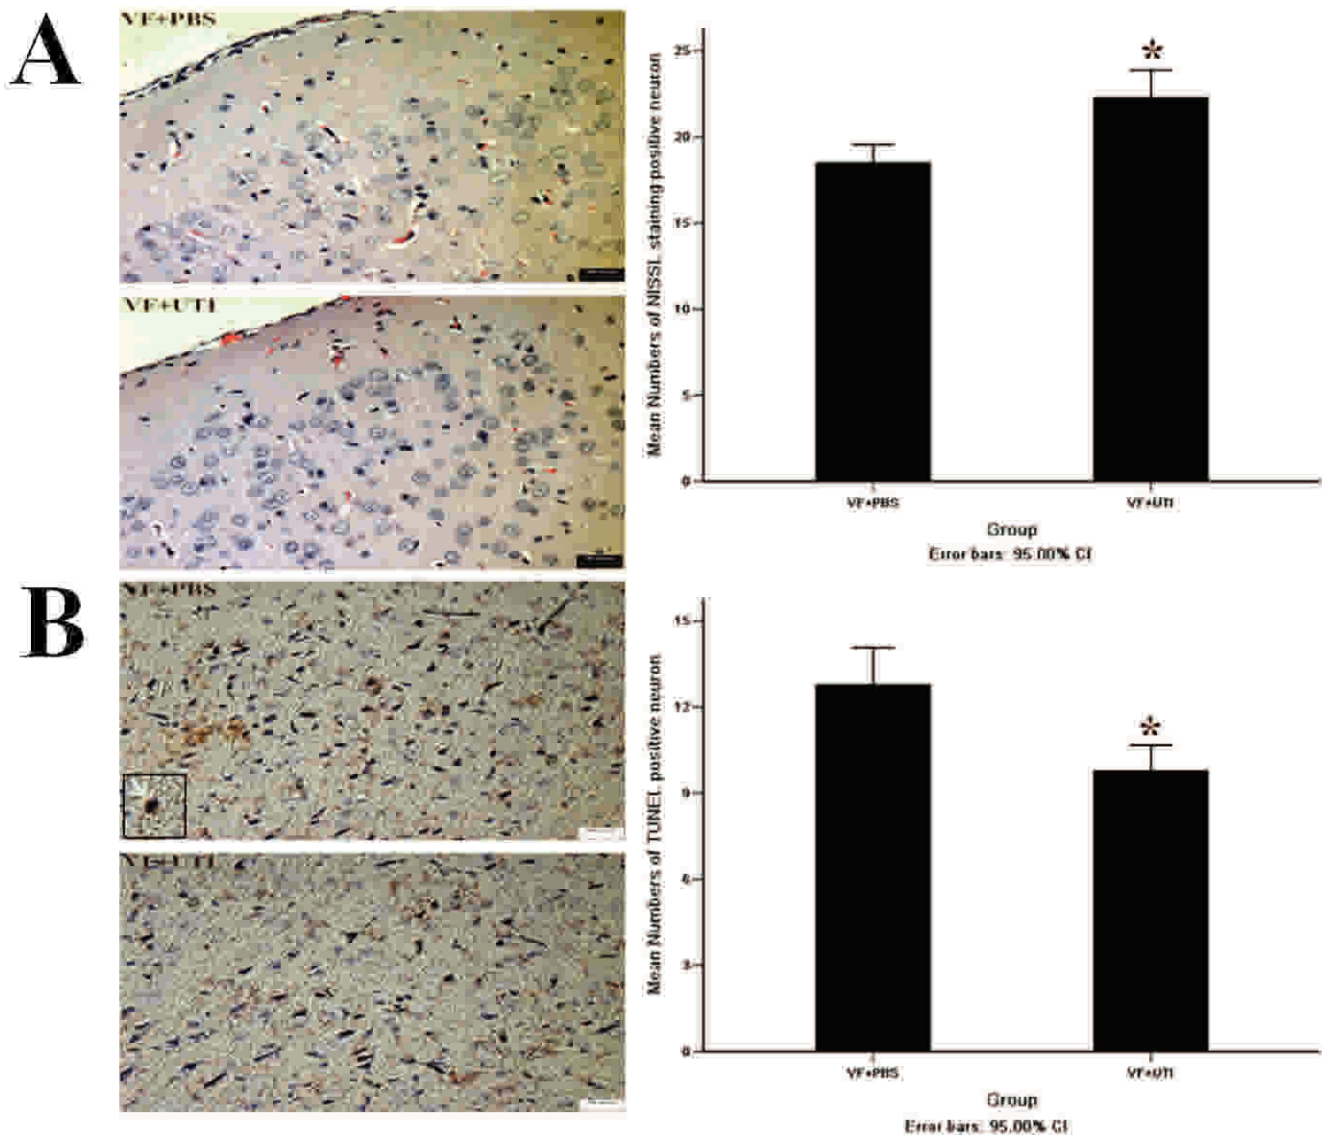 A
VF+PBS
VF+UTI
Mean Numbers of NISSL staining-positive neuron
25
20
15
10
5
0
*
VF+PBS
VF+UTI
Group
Error bars: 95.00% CI
B
VF+PBS
VF+UTI
Mean Numbers of TUNEL positive neuron
15
12
9
6
3
0
*
VF+PBS
VF+UTI
Group
Error bars: 95.00% CI